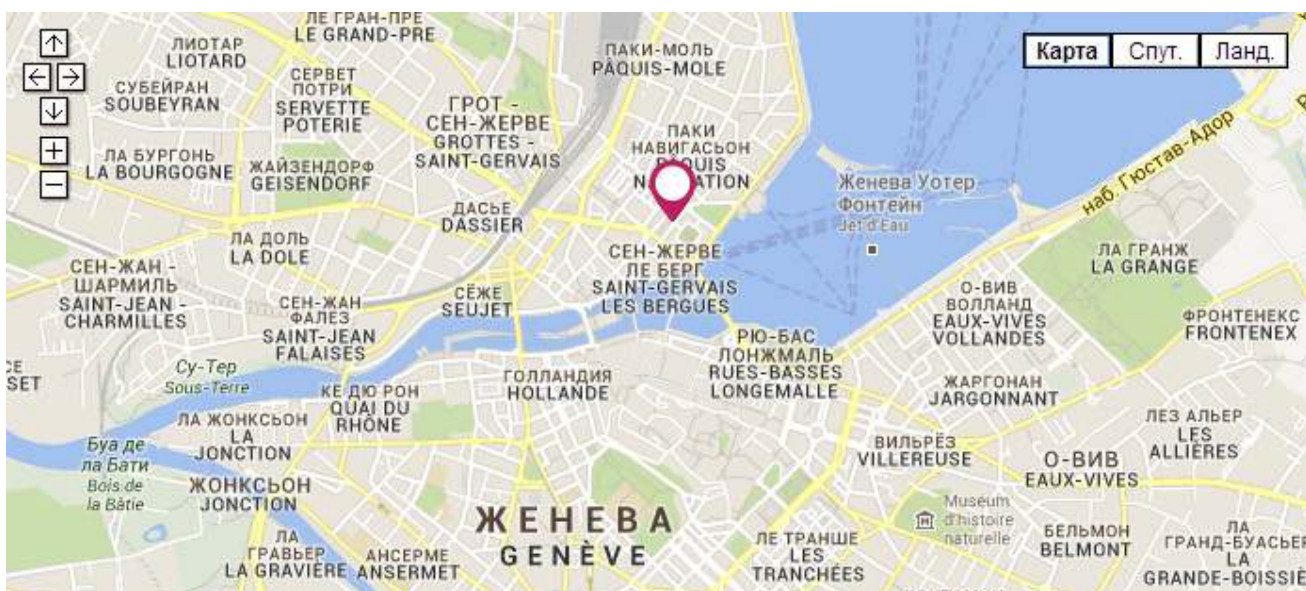 ЛЕ ГРАН-ПРЕ
LE GRAND-PRE
ЛИОТАР
LIOTARD
ПАКИ-МОЛЬ
PÂQUIS-MOLE
Карта
Спут.
Ланд.
СУБЕЙРАН
SOUBEYRAN
СЕРВЕТ
ПОТРИ
SERVETTE
POTERIE
ГРОТ -
СЕН-ЖЕРВЕ
GROTTES -
SAINT-GERVAIS
ПАКИ
НАВИГАСЬОН
PÂQUIS
ЛА БУРГОНЬ
LA BOURGOGNE
ЖАЙЗЕНДОРФ
GEISENDORF
Женева Уотер
Фонтейн
Jet d'Eau
наб. Гюстав-Адор
ДАСЬЕ
DASSIER
ЛА ДОЛЬ
LA DOLE
СЕН-ЖЕРВЕ
ЛЕ БЕРГ
SAINT-GERVAIS
LES BERGUES
ЛА ГРАНЖ
LA GRANGE
СЕН-ЖАН -
ШАРМИЛЬ
SAINT-JEAN -
CHARMILLES
СЕН-ЖАН
ФАЛЕЗ
SAINT-JEAN
FALAISES
СЁЖЕ
SEUJET
О-ВИВ
ВОЛЛАНД
EAUX-VIVES
VOLLANDES
ФРОНТЕНЕКС
FRONTENEX
РЮ-БАС
ЛОНЖМАЛЬ
RUES-BASSES
LONGEMALLE
СЕ
SET
Су-Тер
Sous-Terre
КЕ ДЮ РОН
QUAI DU
RHÔNE
ГОЛЛАНДИЯ
HOLLANDE
ЖАРГОНАН
JARGONNANT
ЛА ЖОНКСЬОН
LA
JONCTION
ЛЕЗ АЛЬЕР
LES
ALLIÈRES
Буа де
ла Бати
Bois de
la Bâtie
ВИЛЬРЁЗ
VILLEREUSE
О-ВИВ
EAUX-VIVES
ЖОНКСЬОН
JONCTION
ЖЕНЕВА
GENÈVE
Museum
d'histoire
naturelle
ЛА
ГРАВЬЕР
LA GRAVIÈRE
АНСЕРМЕ
ANSERMET
ЛЕ ТРАНШЕ
LES
TRANCHÉES
БЕЛЬМОН
BELMONT
ЛА
ГРАНД-БУАСЬЕР
LA
GRANDE-BOISSIÈ